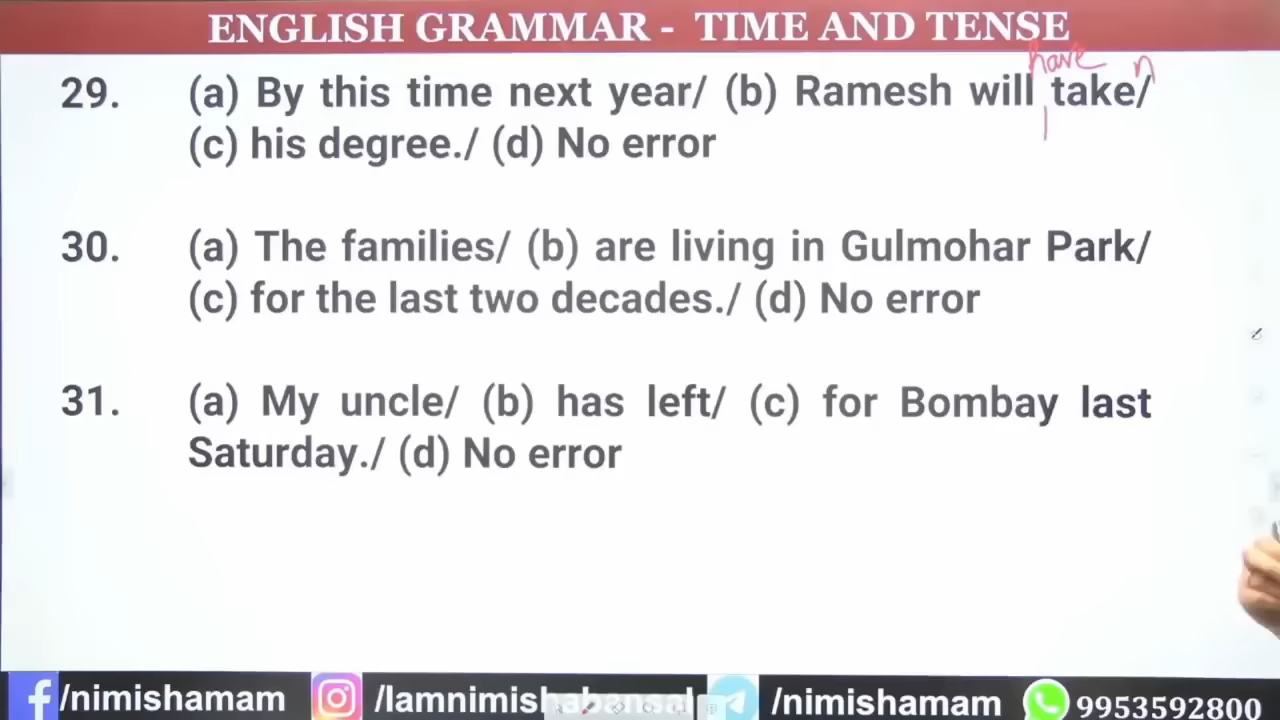 ENGLISH GRAMMAR - TIME AND TENSE
have n
29. (a) By this time next year/ (b) Ramesh will take/
(c) his degree./ (d) No error
30. (a) The families/ (b) are living in Gulmohar Park/
(c) for the last two decades./ (d) No error
31. (a) My uncle/ (b) has left/ (c) for Bombay last
Saturday./ (d) No error
/nimishamam /Iamnimishabansal /nimishamam 9953592800